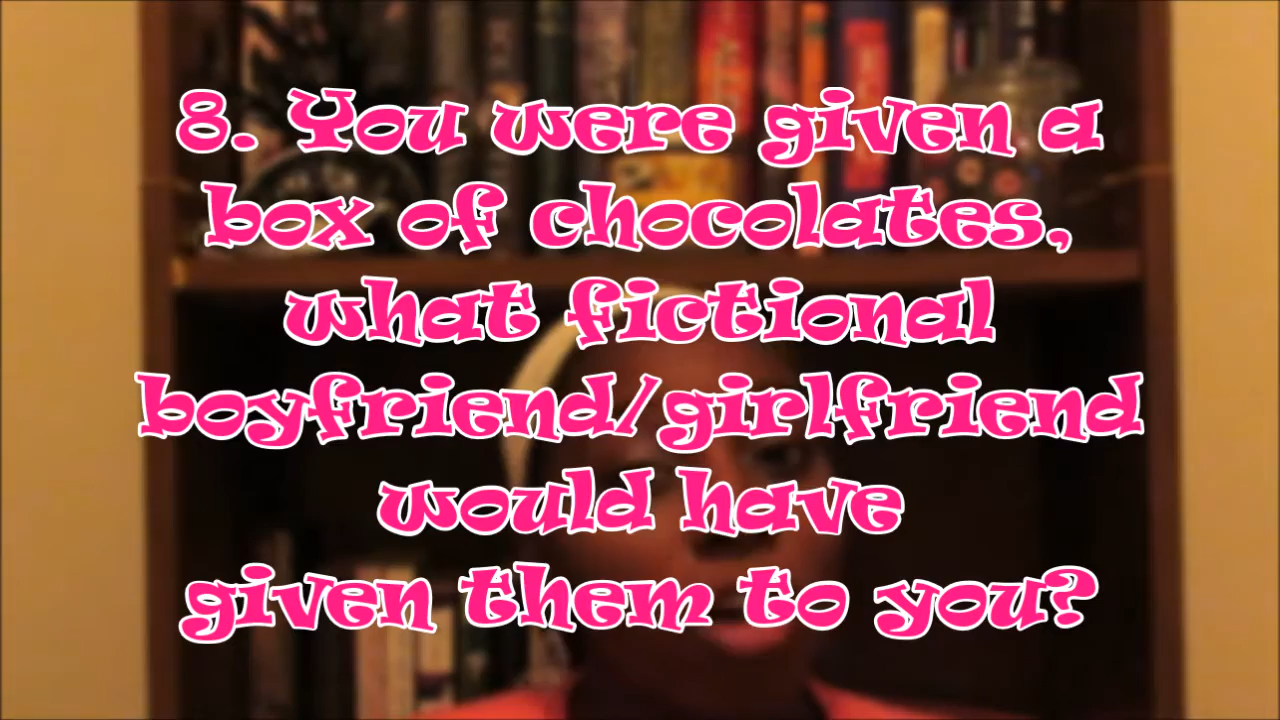 8. You were given a
box of chocolates,
what fictional
boyfriend/girlfriend
would have
given them to you?